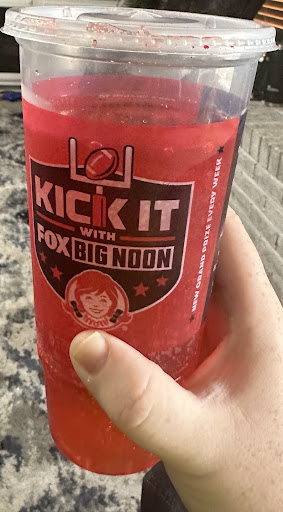 KICK IT
WITH
FOX BIG NOON
NEW GRAND PRIZE EVERY WEEK